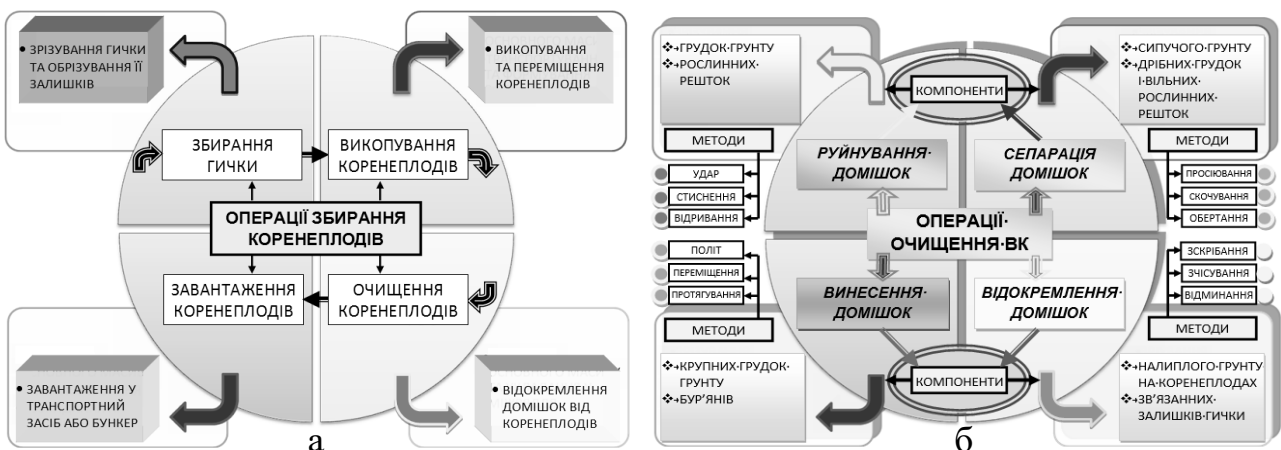 • ЗРІЗУВАННЯ ГИЧКИ
ТА ОБРІЗУВАННЯ ЇЇ
ЗАЛИШКІВ
• ВИКОПУВАННЯ
ТА ПЕРЕМІЩЕННЯ
КОРЕНЕПЛОДІВ
ЗБИРАННЯ
ГИЧКИ
ВИКОПУВАННЯ
КОРЕНЕПЛОДІВ
ОПЕРАЦІЇ ЗБИРАННЯ
КОРЕНЕПЛОДІВ
ЗАВАНТАЖЕННЯ
КОРЕНЕПЛОДІВ
ОЧИЩЕННЯ
КОРЕНЕПЛОДІВ
• ЗАВАНТАЖЕННЯ У
ТРАНСПОРТНИЙ
ЗАСІБ АБО БУНКЕР
• ВІДОКРЕМЛЕННЯ
ДОМІШОК ВІД
КОРЕНЕПЛОДІВ
а
❖→ГРУДОК·ГРУНТУ
❖→РОСЛИННИХ·
РЕШТОК
КОМПОНЕНТИ
❖→СИПУЧОГО·ГРУНТУ
❖→ДРІБНИХ·ГРУДОК
І·ВІЛЬНИХ·
РОСЛИННИХ·
РЕШТОК
МЕТОДИ
УДАР
СТИСНЕННЯ
ВІДРИВАННЯ
РУЙНУВАННЯ·
ДОМІШОК
СЕПАРАЦІЯ
ДОМІШОК
МЕТОДИ
ПРОСІЮВАННЯ
СКОЧУВАННЯ
ОБЕРТАННЯ
ОПЕРАЦІЇ·
ОЧИЩЕННЯ·ВК
ПОЛІТ
ПЕРЕМІЩЕННЯ
ПРОТЯГУВАННЯ
МЕТОДИ
ВИНЕСЕННЯ·
ДОМІШОК
ВІДОКРЕМЛЕННЯ·
ДОМІШОК
ЗСКРІБАННЯ
ЗЧІСУВАННЯ
ВІДМИНАННЯ
МЕТОДИ
❖→КРУПНИХ·ГРУДОК·
ГРУНТУ
❖→БУР’ЯНІВ
КОМПОНЕНТИ
❖→НАЛИПЛОГО·ГРУНТУ
НА·КОРЕНЕПЛОДАХ
❖→ЗВ’ЯЗАННИХ·
ЗАЛИШКІВ·ГИЧКИ
б